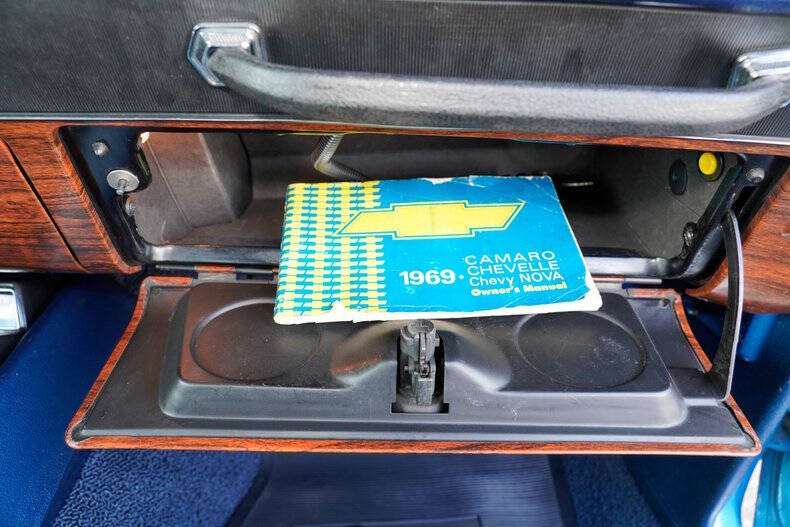 CAMARO
CHEVELLE
1969 • Chevy NOVA
Owner's Manual